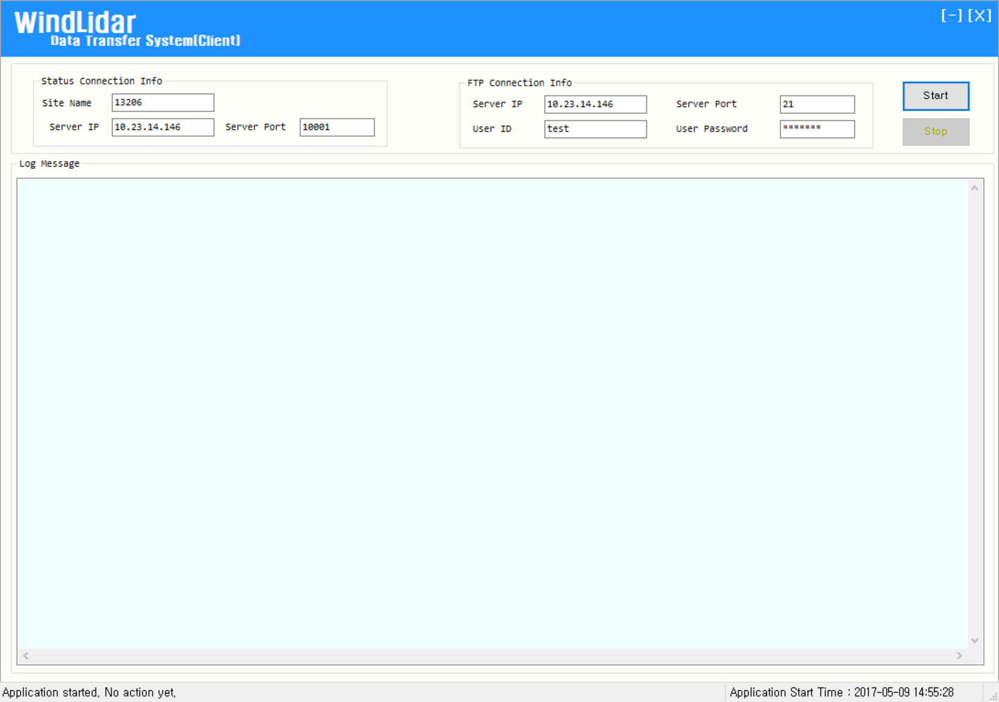 WindLidar
Data Transfer System(Client)
[-] [X]
Status Connection Info
Site Name 13206
Server IP 10.23.14.146 Server Port 10001
FTP Connection Info
Server IP 10.23.14.146 Server Port 21
User ID test User Password *******
Start
Stop
Log Message
Application started. No action yet.
Application Start Time : 2017-05-09 14:55:28